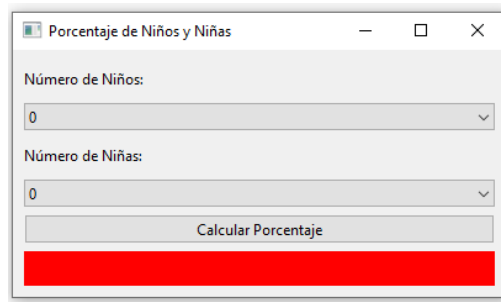 Porcentaje de Niños y Niñas
Número de Niños:
0
Número de Niñas:
0
Calcular Porcentaje